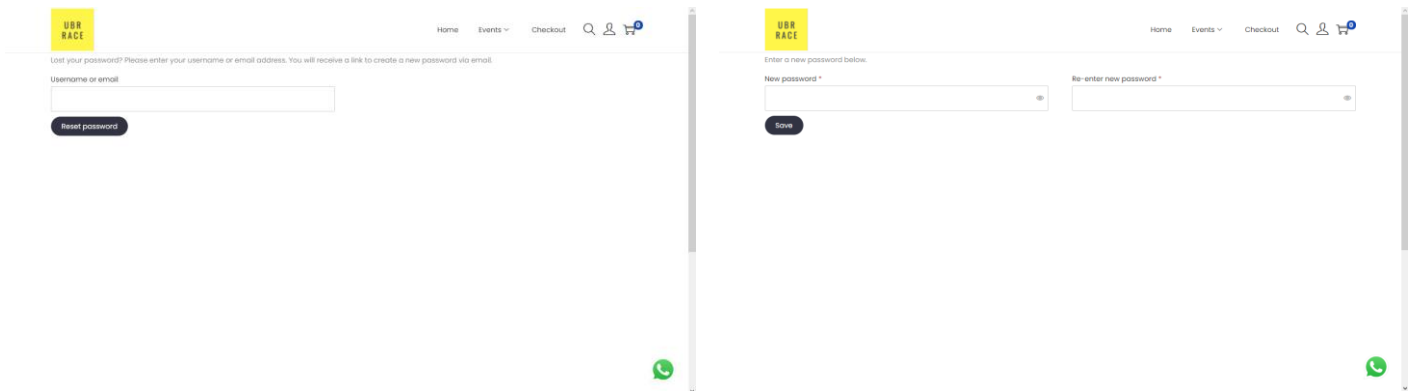 UBR
RACE
Home Events Checkout 0
Lost your password? Please enter your username or email address. You will receive a link to create a new password via email.
Username or email
Reset password
UBR
RACE
Home Events Checkout 0
Enter a new password below.
New password * Re-enter new password *
Save